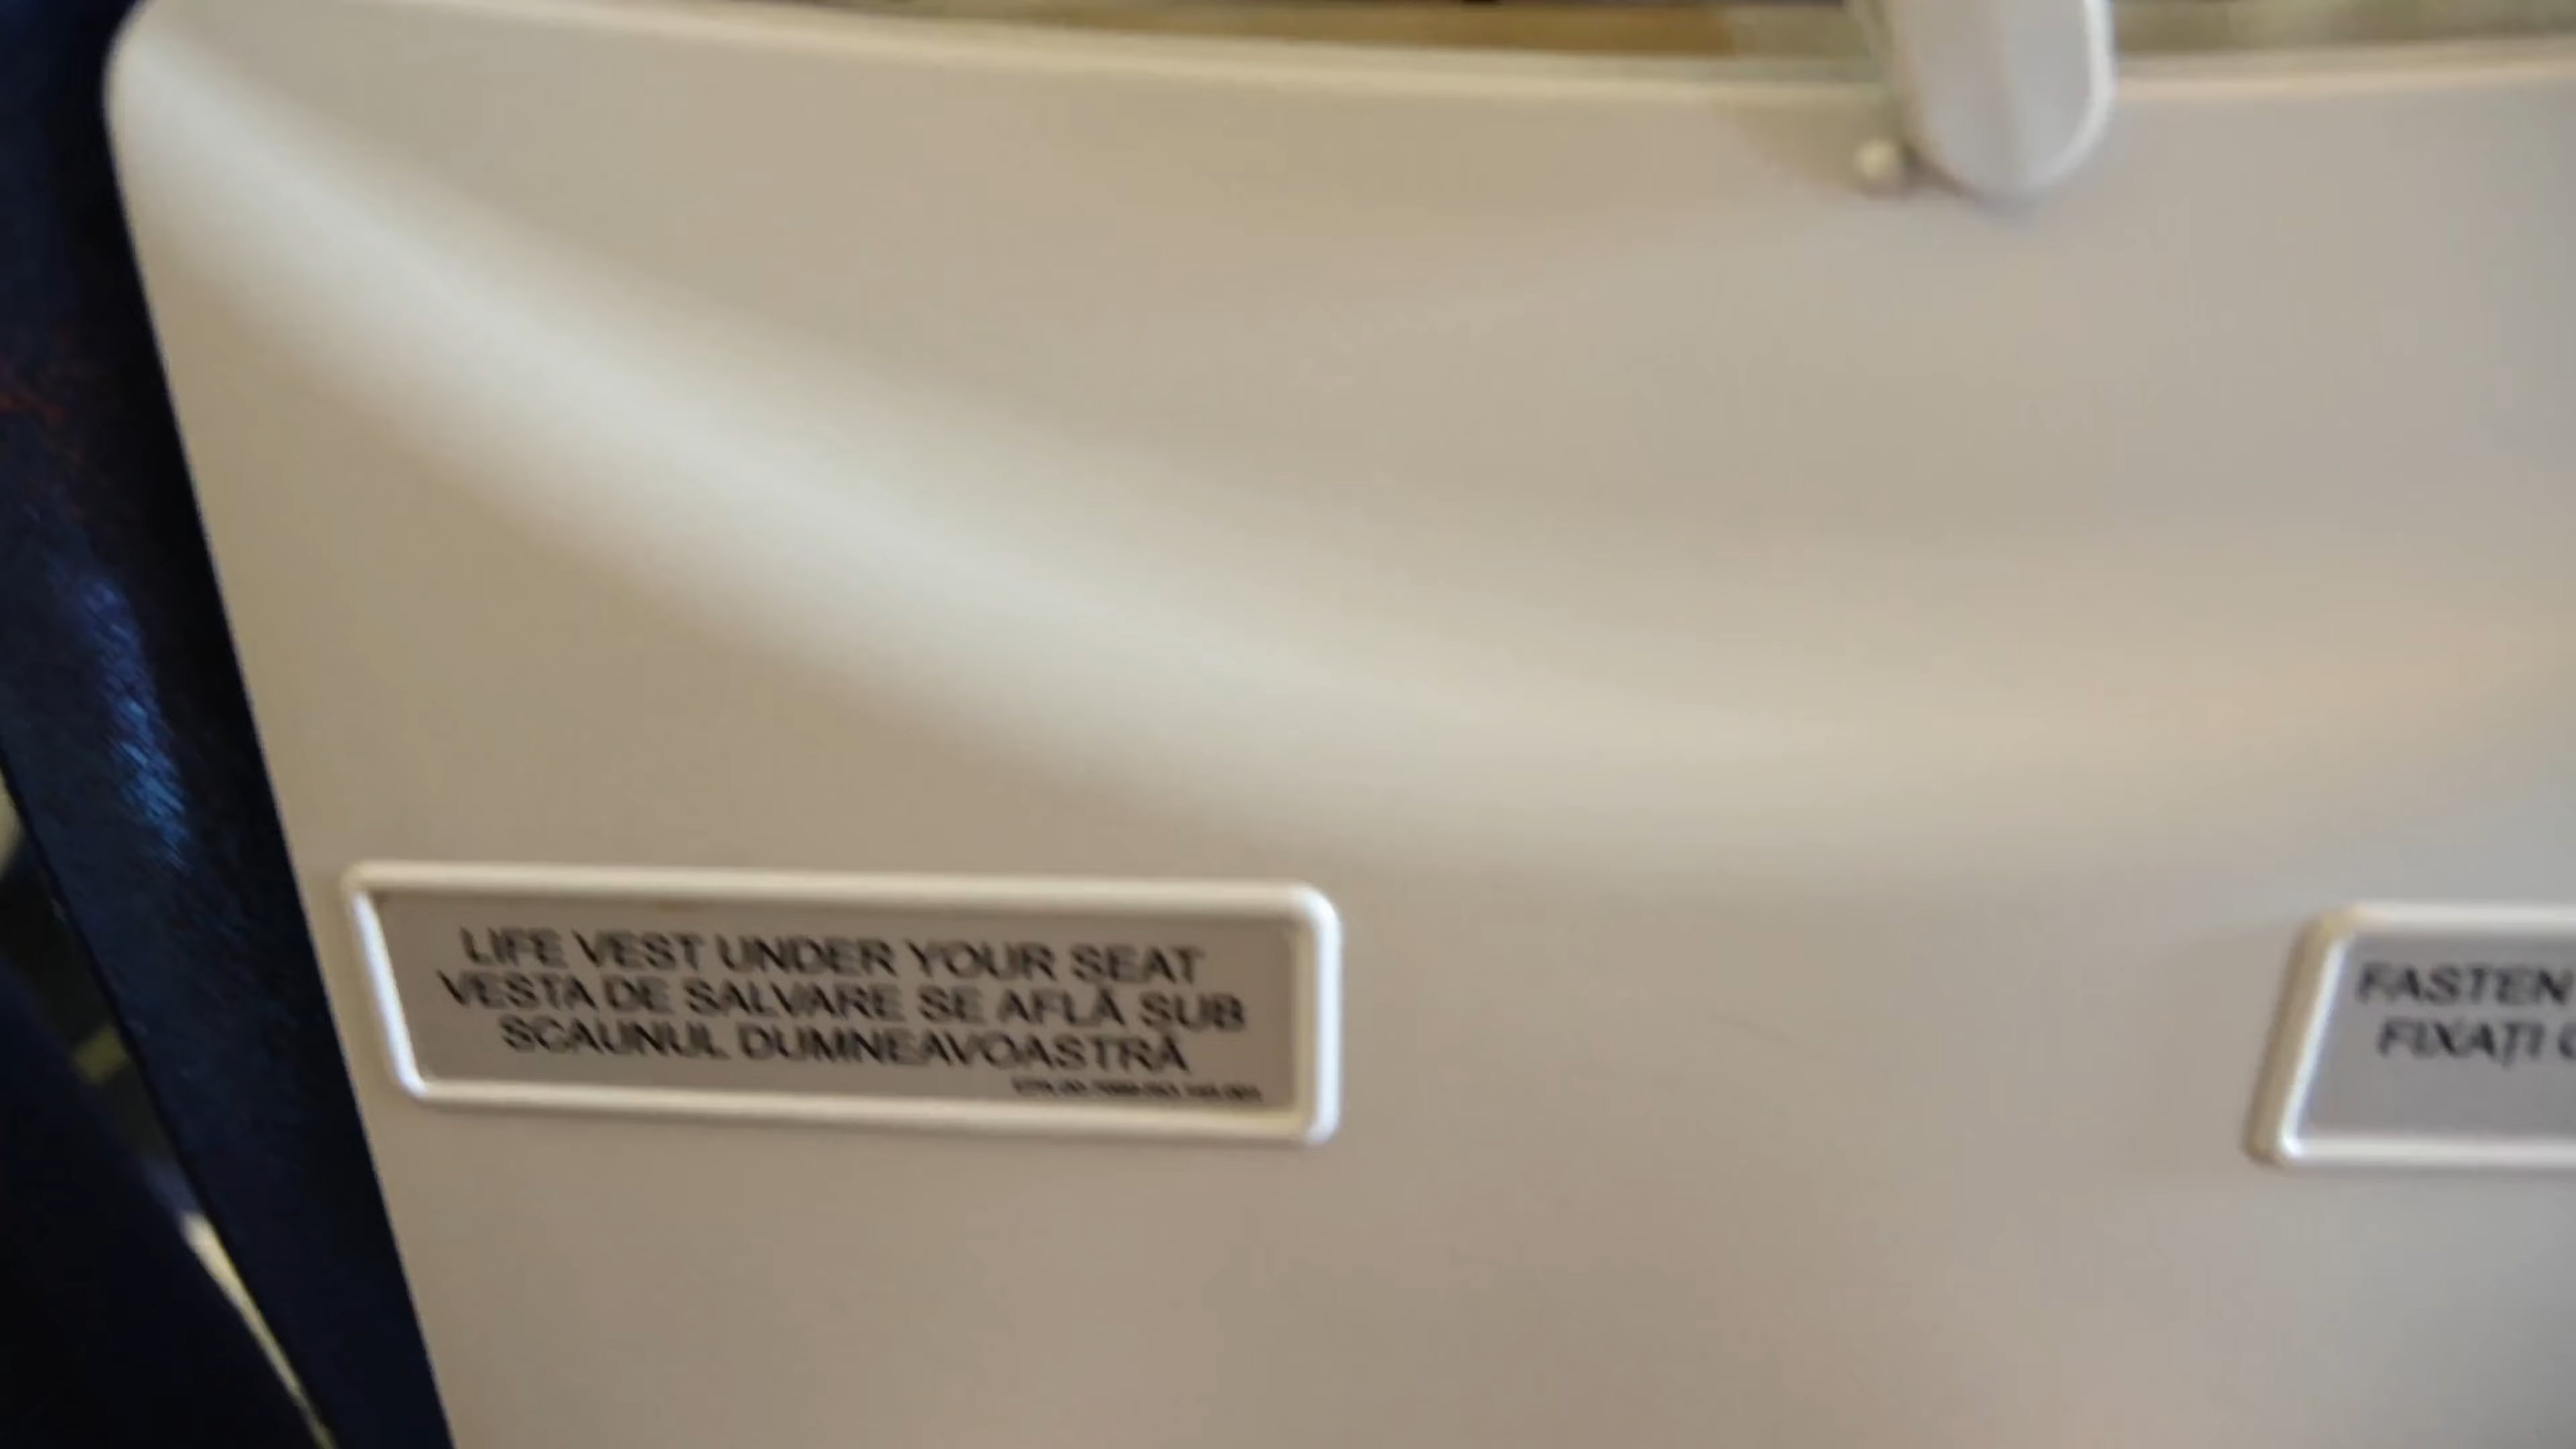 LIFE VEST UNDER YOUR SEAT
VESTA DE SALVARE SE AFLĂ SUB
SCAUNUL DUMNEAVOASTRĂ
FASTEN
FIXAȚI